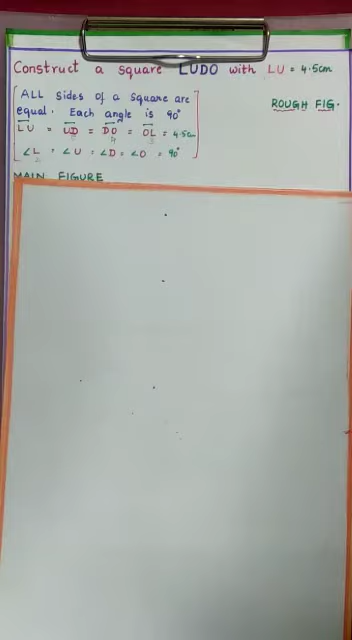 Construct a square LUDO with LU = 4.5cm
[ALL sides of a square are
equal. Each angle is 90°
LU = UD = DO = OL = 4.5cm
∠L = ∠U = ∠D = ∠O = 90°]
ROUGH FIG.
MAIN FIGURE